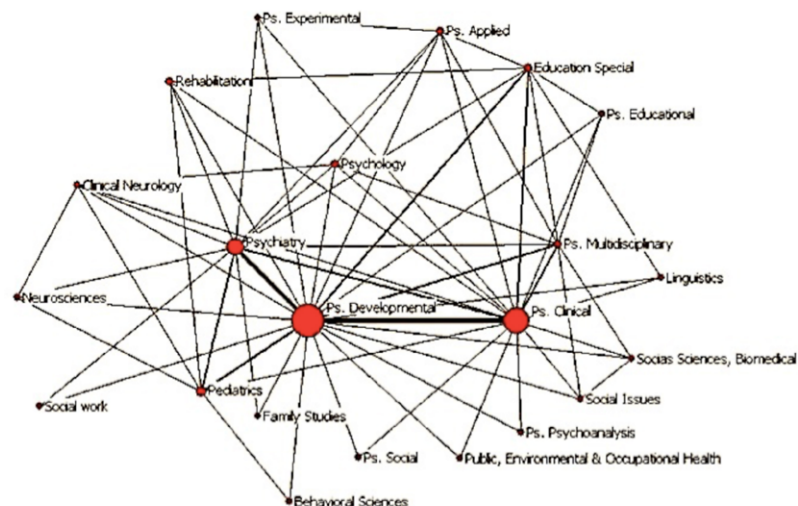 Ps. Experimental
Ps. Applied
Education Special
Rehabilitation
Ps. Educational
Psychology
Clinical Neurology
Psychiatry
Ps. Multidisciplinary
Linguistics
Neurosciences
Ps. Developmental
Ps. Clinical
Socias Sciences, Biomedical
Pediatrics
Social Issues
Social work
Family Studies
Ps. Psychoanalysis
Ps. Social
Public, Environmental & Occupational Health
Behavioral Sciences